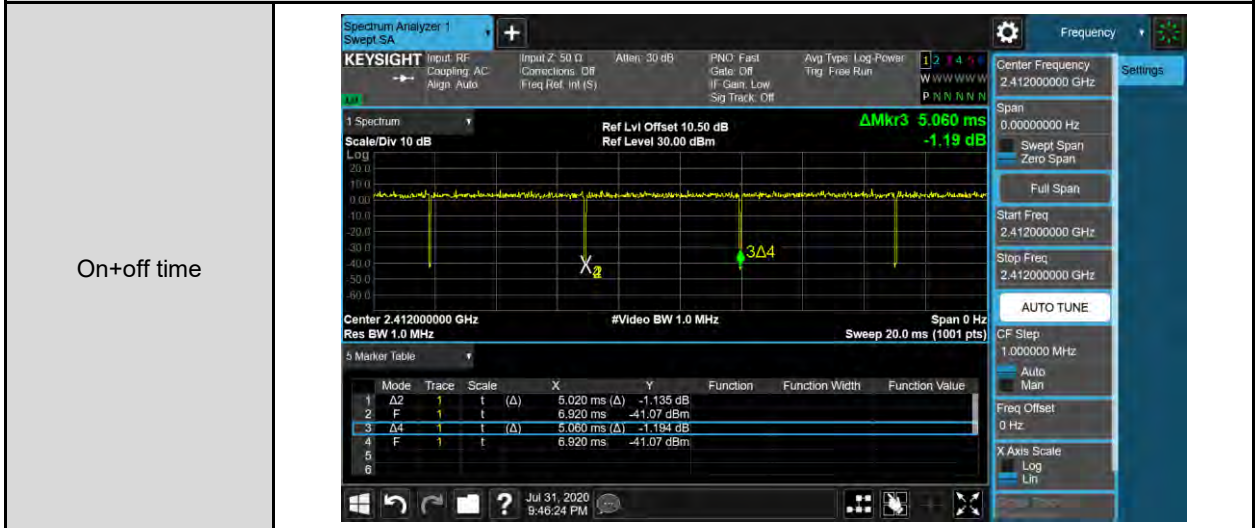 On+off time
Spectrum Analyzer 1
Swept SA
+
Frequency
KEYSIGHT
Input: RF
Coupling: AC
Align: Auto
Input Z: 50 Ω
Corrections: Off
Freq Ref: Int (S)
Atten: 30 dB
PNO: Fast
Gate: Off
IF Gain: Low
Sig Track: Off
Avg Type: Log-Power
Trig: Free Run
1 2 3 4 5 6
W W W W W W
P N N N N N
1 Spectrum
Scale/Div 10 dB
Ref Lvl Offset 10.50 dB
Ref Level 30.00 dBm
ΔMkr3 5.060 ms
-1.19 dB
Log
20.0
10.0
0.00
-10.0
-20.0
-30.0
-40.0
-50.0
-60.0
3Δ4
Center 2.412000000 GHz
#Video BW 1.0 MHz
Span 0 Hz
Res BW 1.0 MHz
Sweep 20.0 ms (1001 pts)
5 Marker Table
Mode Trace Scale X Y Function Function Width Function Value
1 Δ2 1 t (Δ) 5.020 ms (Δ) -1.135 dB
2 F 1 t 6.920 ms -41.07 dBm
3 Δ4 1 t (Δ) 5.060 ms (Δ) -1.194 dB
4 F 1 t 6.920 ms -41.07 dBm
5
6
?
Jul 31, 2020
9:46:24 PM
Center Frequency
2.412000000 GHz
Settings
Span
0.00000000 Hz
Swept Span
Zero Span
Full Span
Start Freq
2.412000000 GHz
Stop Freq
2.412000000 GHz
AUTO TUNE
CF Step
1.000000 MHz
Auto
Man
Freq Offset
0 Hz
X Axis Scale
Log
Lin